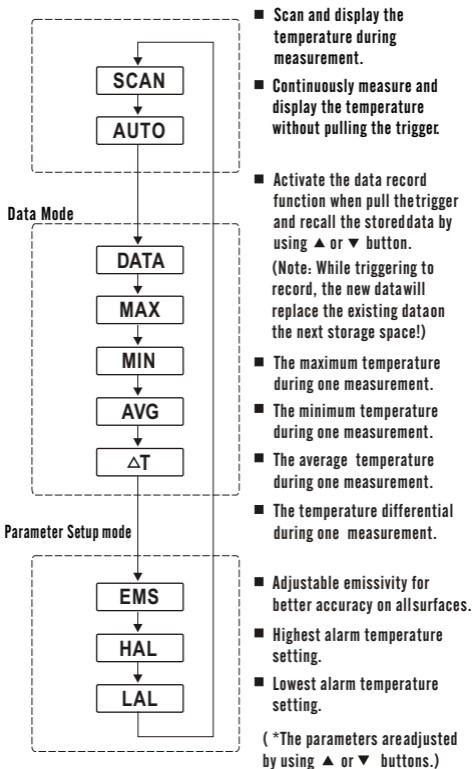 SCAN
AUTO
■ Scan and display the
temperature during
measurement.
■ Continuously measure and
display the temperature
without pulling the trigger.
Data Mode
DATA
MAX
MIN
AVG
△T
■ Activate the data record
function when pull thetrigger
and recall the storeddata by
using ▲ or ▼ button.
(Note: While triggering to
record, the new datawill
replace the existing dataon
the next storage space!)
■ The maximum temperature
during one measurement.
■ The minimum temperature
during one measurement.
■ The average temperature
during one measurement.
■ The temperature differential
during one measurement.
Parameter Setup mode
EMS
HAL
LAL
■ Adjustable emissivity for
better accuracy on allsurfaces.
■ Highest alarm temperature
setting.
■ Lowest alarm temperature
setting.
( *The parameters areadjusted
by using ▲ or ▼ buttons.)